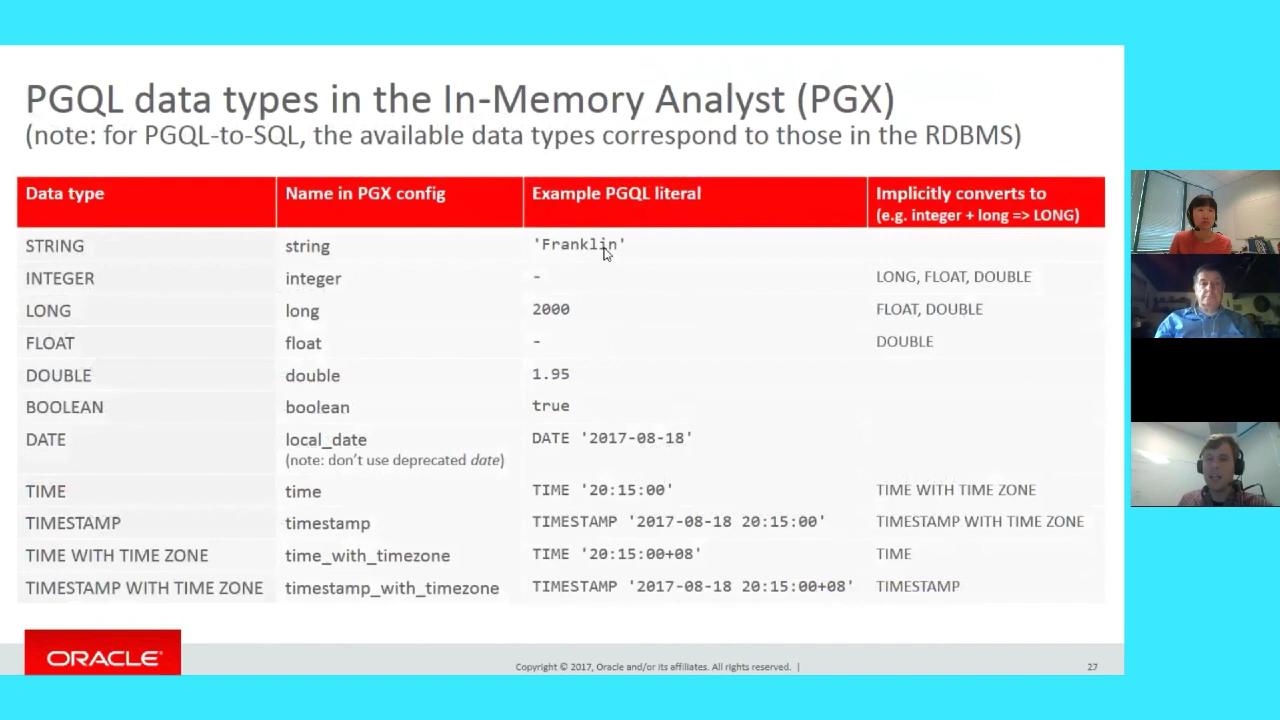 PGQL data types in the In-Memory Analyst (PGX)
(note: for PGQL-to-SQL, the available data types correspond to those in the RDBMS)
Data type Name in PGX config Example PGQL literal Implicitly converts to
(e.g. integer + long => LONG)
STRING string 'Franklin'
INTEGER integer - LONG, FLOAT, DOUBLE
LONG long 2000 FLOAT, DOUBLE
FLOAT float - DOUBLE
DOUBLE double 1.95
BOOLEAN boolean true
DATE local_date DATE '2017-08-18'
(note: don't use deprecated date)
TIME time TIME '20:15:00' TIME WITH TIME ZONE
TIMESTAMP timestamp TIMESTAMP '2017-08-18 20:15:00' TIMESTAMP WITH TIME ZONE
TIME WITH TIME ZONE time_with_timezone TIME '20:15:00+08' TIME
TIMESTAMP WITH TIME ZONE timestamp_with_timezone TIMESTAMP '2017-08-18 20:15:00+08' TIMESTAMP
ORACLE®
Copyright © 2017, Oracle and/or its affiliates. All rights reserved. | 27